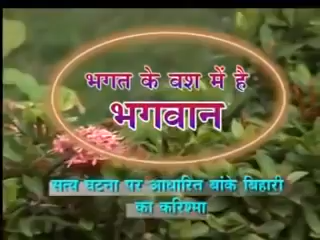 भगत के वश में है
भगवान
सत्य घटना पर आधारित बांके बिहारी
का करिश्मा